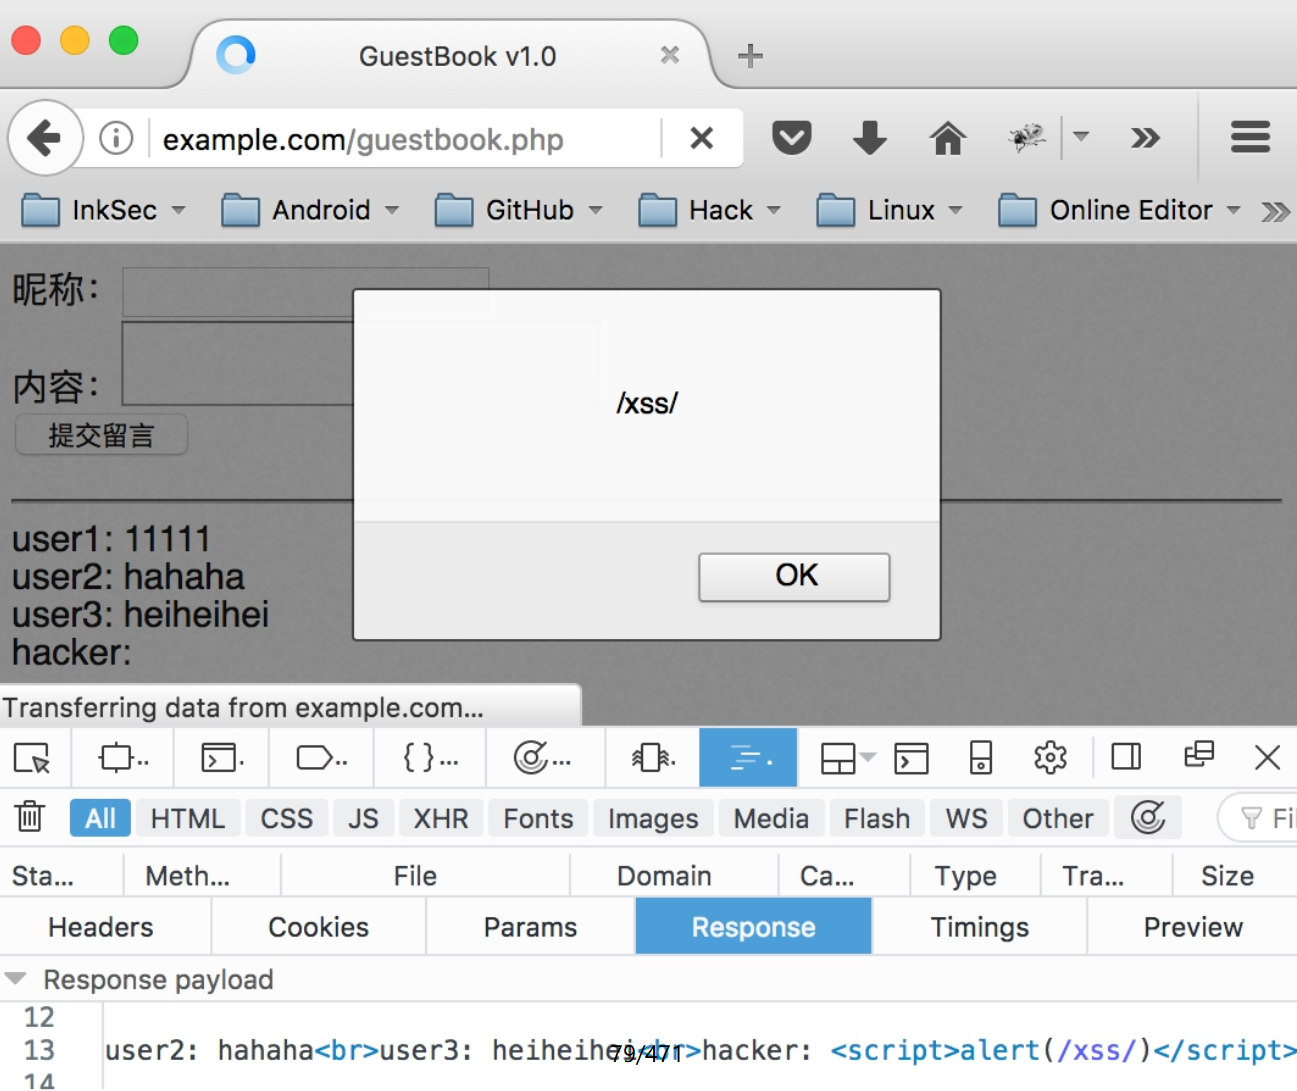 GuestBook v1.0
example.com/guestbook.php
InkSec Android GitHub Hack Linux Online Editor
昵称：
内容：
提交留言
/xss/
OK
user1: 11111
user2: hahaha
user3: heiheihei
hacker:
Transferring data from example.com...
All HTML CSS JS XHR Fonts Images Media Flash WS Other
Sta... Meth... File Domain Ca... Type Tra... Size
Headers Cookies Params Response Timings Preview
Response payload
12
13 user2: hahaha<br>user3: heiheihei<br>hacker: <script>alert(/xss/)</script>
79/471
14